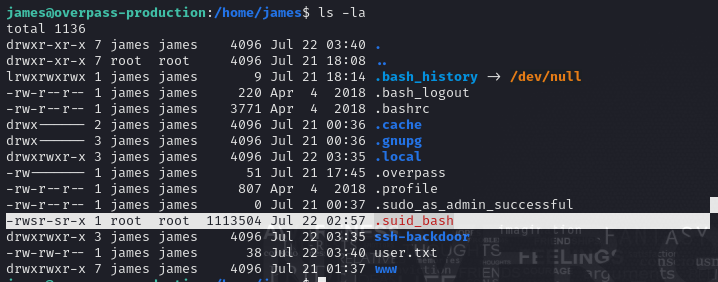 james@overpass-production:/home/james$ ls -la
total 1136
drwxr-xr-x 7 james james    4096 Jul 22 03:40 .
drwxr-xr-x 7 root  root     4096 Jul 21 18:08 ..
lrwxrwxrwx 1 james james       9 Jul 21 18:14 .bash_history -> /dev/null
-rw-r--r-- 1 james james     220 Apr  4  2018 .bash_logout
-rw-r--r-- 1 james james    3771 Apr  4  2018 .bashrc
drwx------ 2 james james    4096 Jul 21 00:36 .cache
drwx------ 3 james james    4096 Jul 21 00:36 .gnupg
drwxrwxr-x 3 james james    4096 Jul 22 03:35 .local
-rw------- 1 james james      51 Jul 21 17:45 .overpass
-rw-r--r-- 1 james james     807 Apr  4  2018 .profile
-rw-r--r-- 1 james james       0 Jul 21 00:37 .sudo_as_admin_successful
-rwsr-sr-x 1 root  root  1113504 Jul 22 02:57 .suid_bash
drwxrwxr-x 3 james james    4096 Jul 22 03:35 ssh-backdoor
-rw-r--r-- 1 james james      38 Jul 22 03:40 user.txt
drwxrwxr-x 7 james james    4096 Jul 21 01:37 www
FEELINGS